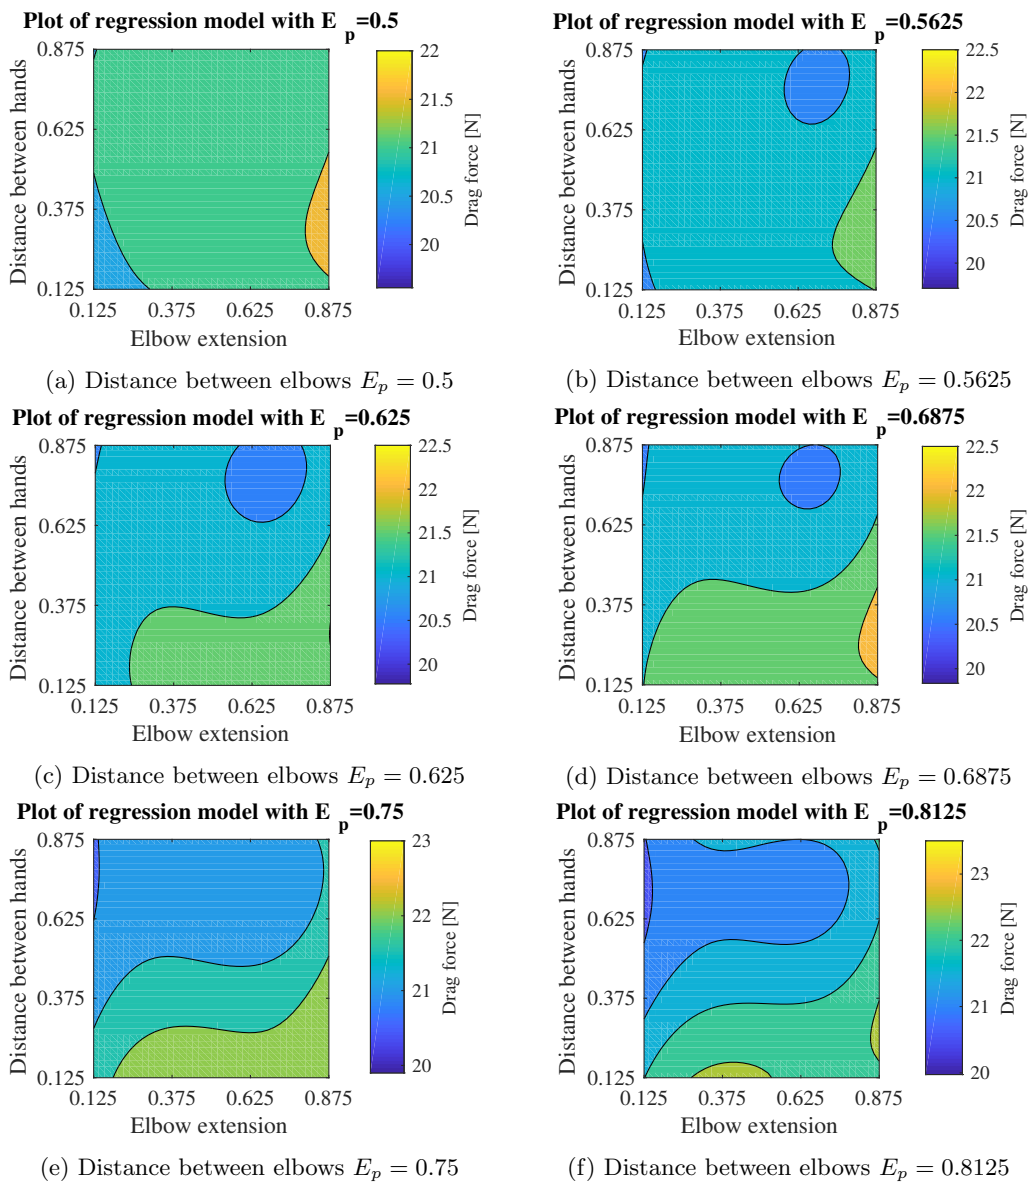 Plot of regression model with E p=0.5
0.875
0.625
0.375
0.125
Distance between hands
0.125 0.375 0.625 0.875
Elbow extension
22
21.5
21
20.5
20
Drag force [N]
(a) Distance between elbows Ep = 0.5
Plot of regression model with E p=0.5625
0.875
0.625
0.375
0.125
Distance between hands
0.125 0.375 0.625 0.875
Elbow extension
22.5
22
21.5
21
20.5
20
Drag force [N]
(b) Distance between elbows Ep = 0.5625
Plot of regression model with E p=0.625
0.875
0.625
0.375
0.125
Distance between hands
0.125 0.375 0.625 0.875
Elbow extension
22.5
22
21.5
21
20.5
20
Drag force [N]
(c) Distance between elbows Ep = 0.625
Plot of regression model with E p=0.6875
0.875
0.625
0.375
0.125
Distance between hands
0.125 0.375 0.625 0.875
Elbow extension
22.5
22
21.5
21
20.5
20
Drag force [N]
(d) Distance between elbows Ep = 0.6875
Plot of regression model with E p=0.75
0.875
0.625
0.375
0.125
Distance between hands
0.125 0.375 0.625 0.875
Elbow extension
23
22
21
20
Drag force [N]
(e) Distance between elbows Ep = 0.75
Plot of regression model with E p=0.8125
0.875
0.625
0.375
0.125
Distance between hands
0.125 0.375 0.625 0.875
Elbow extension
23
22
21
20
Drag force [N]
(f) Distance between elbows Ep = 0.8125